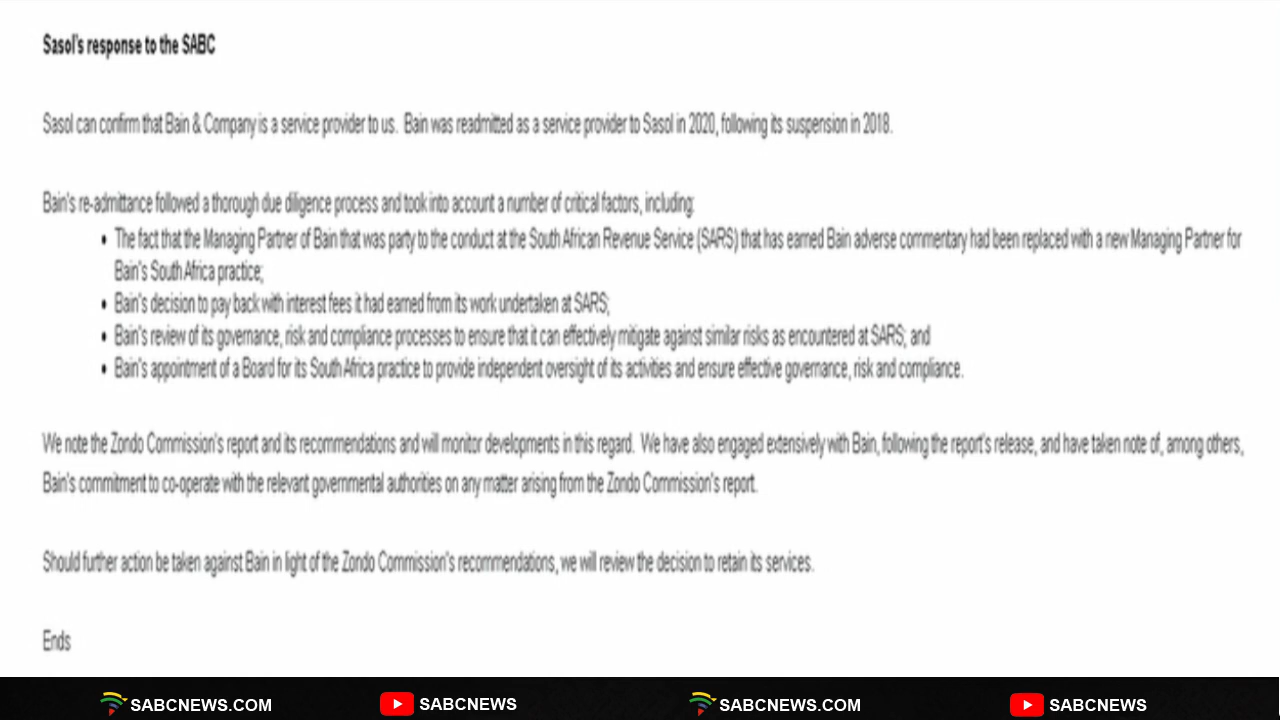 Sasol's response to the SABC
Sasol can confirm that Bain & Company is a service provider to us. Bain was readmitted as a service provider to Sasol in 2020, following its suspension in 2018.
Bain's re-admittance followed a thorough due diligence process and took into account a number of critical factors, including:
• The fact that the Managing Partner of Bain that was party to the conduct at the South African Revenue Service (SARS) that has earned Bain adverse commentary had been replaced with a new Managing Partner for
Bain's South Africa practice;
• Bain's decision to pay back with interest fees it had earned from its work undertaken at SARS;
• Bain's review of its governance, risk and compliance processes to ensure that it can effectively mitigate against similar risks as encountered at SARS; and
• Bain's appointment of a Board for its South Africa practice to provide independent oversight of its activities and ensure effective governance, risk and compliance.
We note the Zondo Commission's report and its recommendations and will monitor developments in this regard. We have also engaged extensively with Bain, following the report's release, and have taken note of, among others,
Bain's commitment to co-operate with the relevant governmental authorities on any matter arising from the Zondo Commission's report.
Should further action be taken against Bain in light of the Zondo Commission's recommendations, we will review the decision to retain its services.
Ends
SABCNEWS.COM SABCNEWS SABCNEWS.COM SABCNEWS